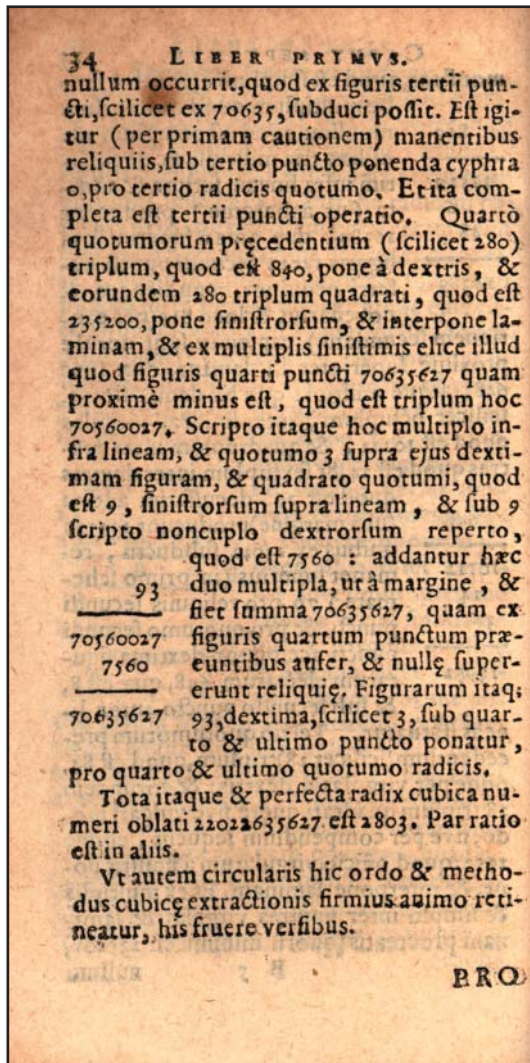 34 LIBER PRIMVS.
nullum occurrit,quod ex figuris tertii pun-
cti,scilicet ex 70635,subduci possit. Est igi-
tur (per primam cautionem) manentibus
reliquiis,sub tertio puncto ponenda cyphra
0,pro tertio radicis quotumo. Et ita com-
pleta est tertii puncti operatio. Quartò
quotumorum pręcedentium (scilicet 280)
triplum, quod est 840, pone à dextris, &
eorundem 280 triplum quadrati, quod est
235200, pone sinistrorsum, & interpone la-
minam, & ex multiplis sinistimis elice illud
quod figuris quarti puncti 70635627 quam
proximè minus est, quod est triplum hoc
70560027. Scripto itaque hoc multiplo in-
fra lineam, & quotumo 3 supra ejus dexti-
mam figuram, & quadrato quotumi, quod
est 9, sinistrorsum supra lineam, & sub 9
scripto noncuplo dextrorsum reperto,
quod est 7560 : addantur hæc
93 duo multipla, ut à margine, &
fiet summa 70635627, quam ex
70560027 figuris quartum punctum præ-
7560 euntibus aufer, & nullę super-
erunt reliquię. Figurarum itaq;
70635627 93,dextima,scilicet 3, sub quar-
to & ultimo puncto ponatur,
pro quarto & ultimo quotumo radicis.
Tota itaque & perfecta radix cubica nu-
meri oblati 22022635627 est 2803. Par ratio
est in aliis.
Vt autem circularis hic ordo & metho-
dus cubicę extractionis firmius animo reti-
neatur, his fruere versibus.
PRO